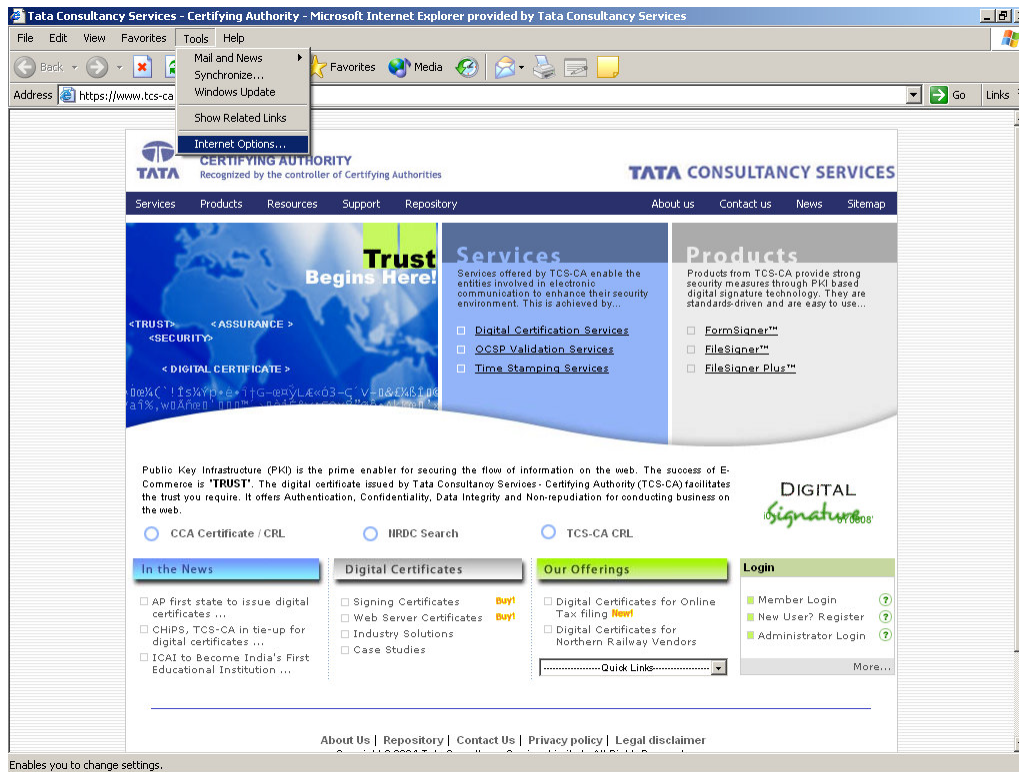 Tata Consultancy Services - Certifying Authority - Microsoft Internet Explorer provided by Tata Consultancy Services
File Edit View Favorites Tools Help
Back Favorites Media
Mail and News
Synchronize...
Windows Update
Show Related Links
Internet Options...
Address https://www.tcs-ca Go Links
TATA
CERTIFYING AUTHORITY
Recognized by the controller of Certifying Authorities
TATA CONSULTANCY SERVICES
Services Products Resources Support Repository About us Contact us News Sitemap
Trust
Begins Here!
<TRUST> <ASSURANCE >
<SECURITY>
< DIGITAL CERTIFICATE >
Services
Services offered by TCS-CA enable the
entities involved in electronic
communication to enhance their security
environment. This is achieved by...
Digital Certification Services
OCSP Validation Services
Time Stamping Services
Products
Products from TCS-CA provide strong
security measures through PKI based
digital signature technology. They are
standards-driven and are easy to use...
FormSigner™
FileSigner™
FileSigner Plus™
Public Key Infrastructure (PKI) is the prime enabler for securing the flow of information on the web. The success of E-
Commerce is "TRUST". The digital certificate issued by Tata Consultancy Services - Certifying Authority (TCS-CA) facilitates
the trust you require. It offers Authentication, Confidentiality, Data Integrity and Non-repudiation for conducting business on
the web.
DIGITAL
Signature
CCA Certificate / CRL NRDC Search TCS-CA CRL
In the News
AP first state to issue digital
certificates ...
CHiPS, TCS-CA in tie-up for
digital certificates ...
ICAI to Become India's First
Educational Institution ...
Digital Certificates
Signing Certificates Buy!
Web Server Certificates Buy!
Industry Solutions
Case Studies
Our Offerings
Digital Certificates for Online
Tax filing New!
Digital Certificates for
Northern Railway Vendors
-------------------Quick Links-------------------
Login
Member Login ?
New User? Register ?
Administrator Login ?
More...
About Us | Repository | Contact Us | Privacy policy | Legal disclaimer
Enables you to change settings.